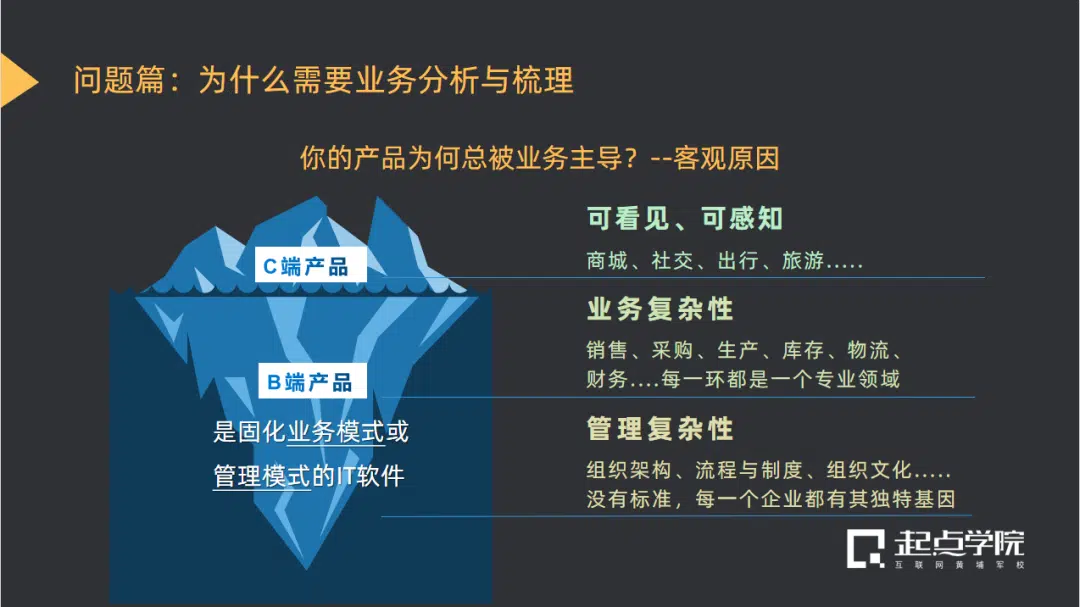 问题篇：为什么需要业务分析与梳理
你的产品为何总被业务主导？--客观原因
C端产品
B端产品
是固化业务模式或
管理模式的IT软件
可看见、可感知
商城、社交、出行、旅游.....
业务复杂性
销售、采购、生产、库存、物流、
财务....每一环都是一个专业领域
管理复杂性
组织架构、流程与制度、组织文化.....
没有标准，每一个企业都有其独特基因
起点学院
互联网黄埔军校